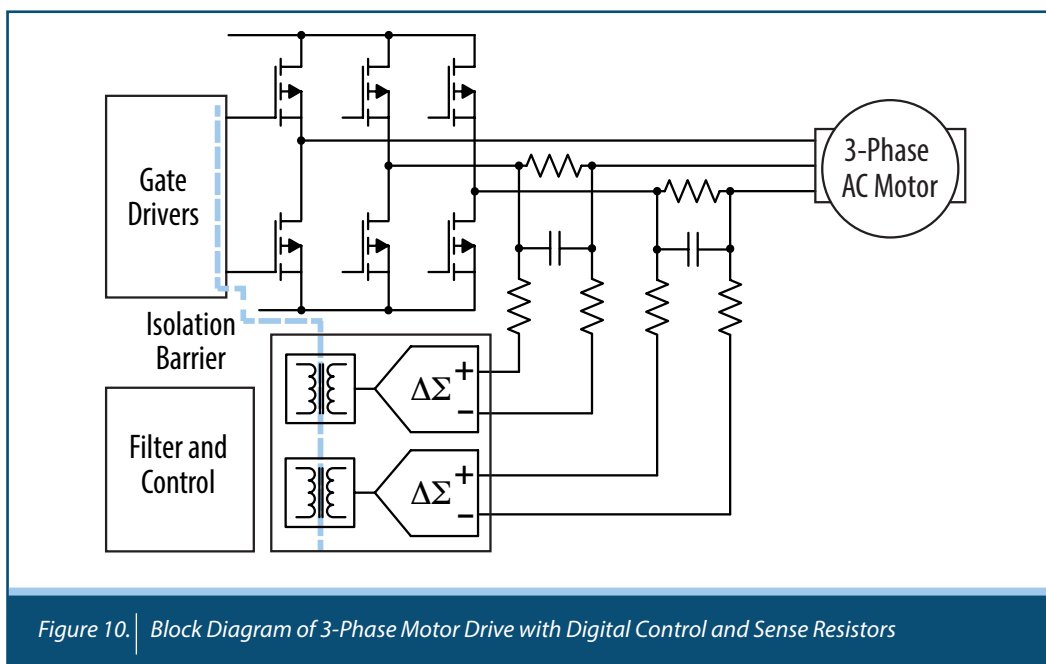 Gate
Drivers
3-Phase
AC Motor
Isolation
Barrier
Filter and
Control
ΔΣ
+
−
ΔΣ
+
−
Figure 10. Block Diagram of 3-Phase Motor Drive with Digital Control and Sense Resistors